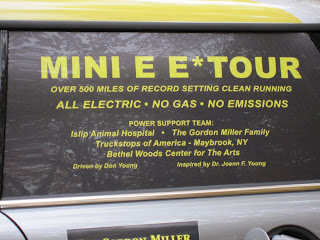 MINI E E*TOUR
OVER 500 MILES OF RECORD SETTING CLEAN RUNNING
ALL ELECTRIC • NO GAS • NO EMISSIONS
POWER SUPPORT TEAM:
Islip Animal Hospital • The Gordon Miller Family
Truckstops of America - Maybrook, NY
Bethel Woods Center for The Arts
Driven by Don Young Inspired by Dr. Joann F. Young
GORDON MILLER